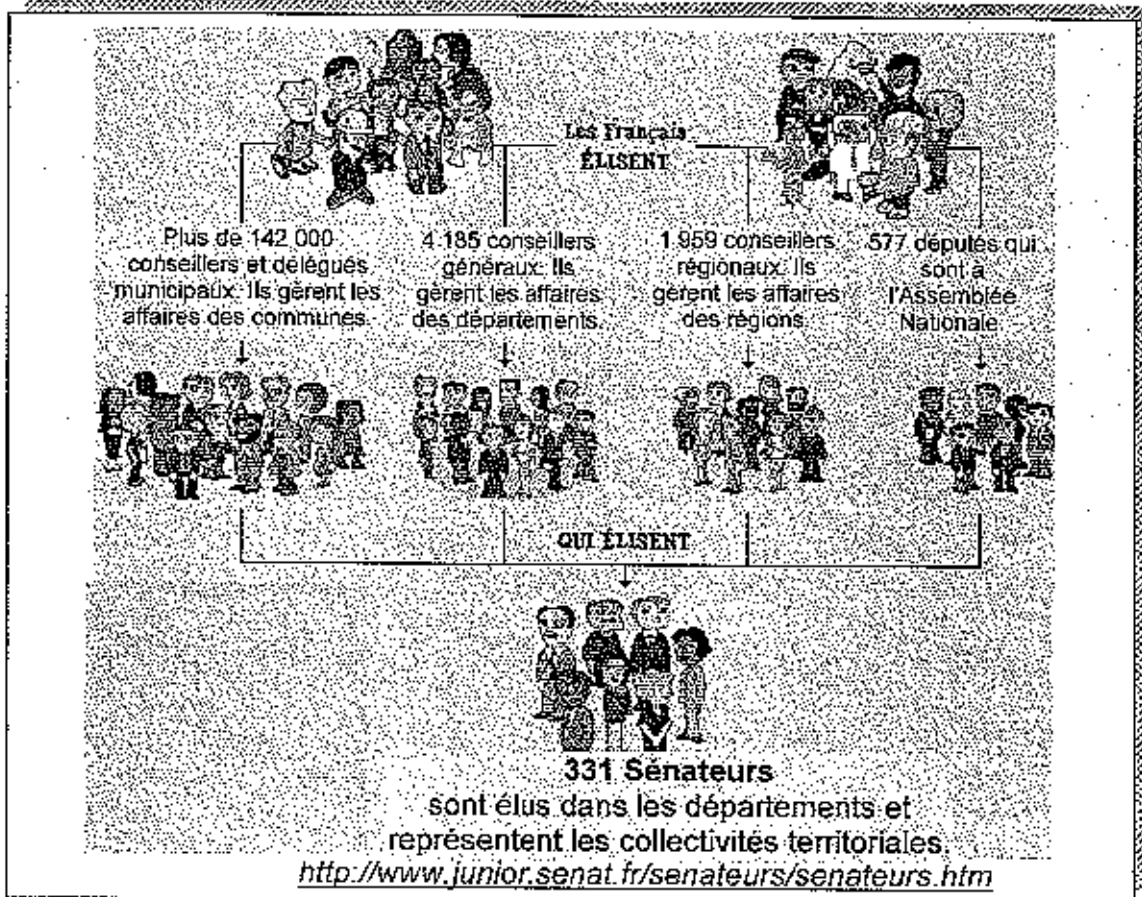 Les Français
ÉLISENT
Plus de 142 000
conseillers et délégués
municipaux. Ils gèrent les
affaires des communes.
4 185 conseillers
généraux. Ils
gèrent les affaires
des départements.
1 959 conseillers
régionaux. Ils
gèrent les affaires
des régions
577 députés qui
sont à
l'Assemblée
Nationale
QUI ÉLISENT
331 Sénateurs
sont élus dans les départements et
représentent les collectivités territoriales.
http://www.junior.senat.fr/senateurs/senateurs.htm